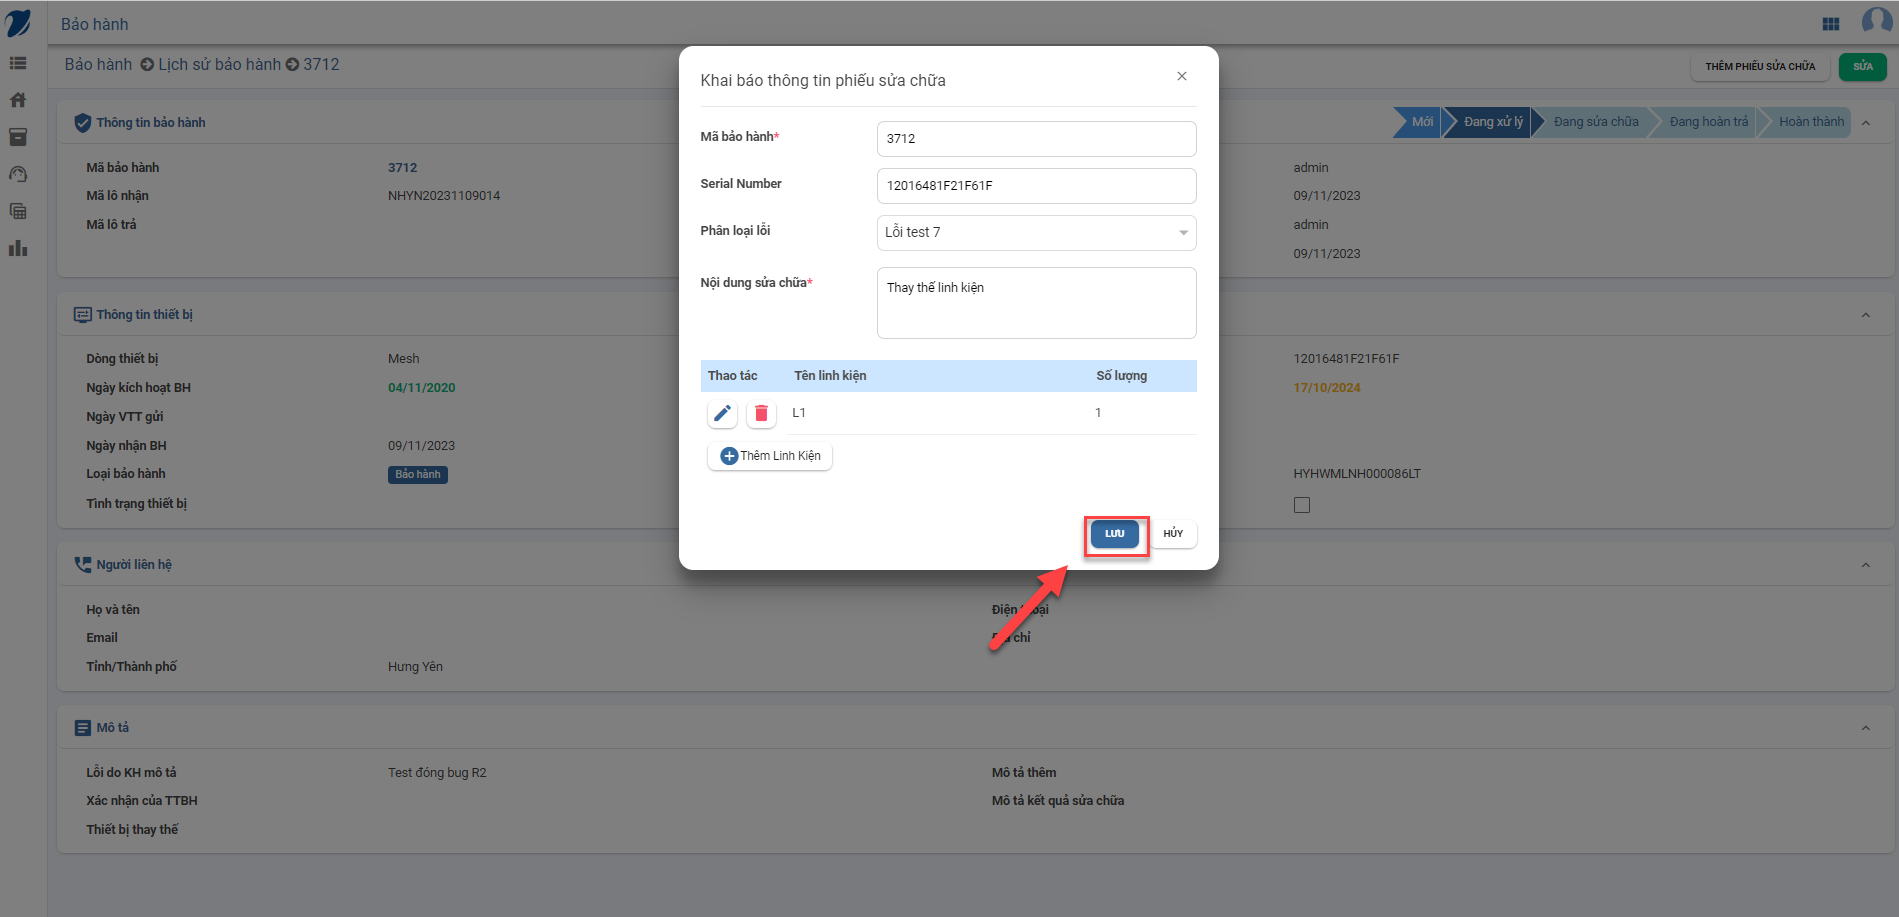 Bảo hành
Bảo hành Lịch sử bảo hành 3712
THÊM PHIẾU SỬA CHỮA SỬA
Thông tin bảo hành
Mới Đang xử lý Đang sửa chữa Đang hoàn trả Hoàn thành
Mã bảo hành 3712 admin
Mã lô nhận NHYN20231109014 09/11/2023
Mã lô trả admin
09/11/2023
Thông tin thiết bị
Dòng thiết bị Mesh 12016481F21F61F
Ngày kích hoạt BH 04/11/2020 17/10/2024
Ngày VTT gửi
Ngày nhận BH 09/11/2023
Loại bảo hành Bảo hành HYHWMLNH000086LT
Tình trạng thiết bị
Người liên hệ
Họ và tên Điện oại
Email chỉ
Tỉnh/Thành phố Hưng Yên
Mô tả
Lỗi do KH mô tả Test đóng bug R2 Mô tả thêm
Xác nhận của TTBH Mô tả kết quả sửa chữa
Thiết bị thay thế
Khai báo thông tin phiếu sửa chữa
Mã bảo hành* 3712
Serial Number 12016481F21F61F
Phân loại lỗi Lỗi test 7
Nội dung sửa chữa* Thay thế linh kiện
Thao tác Tên linh kiện Số lượng
L1 1
Thêm Linh Kiện
LƯU HỦY